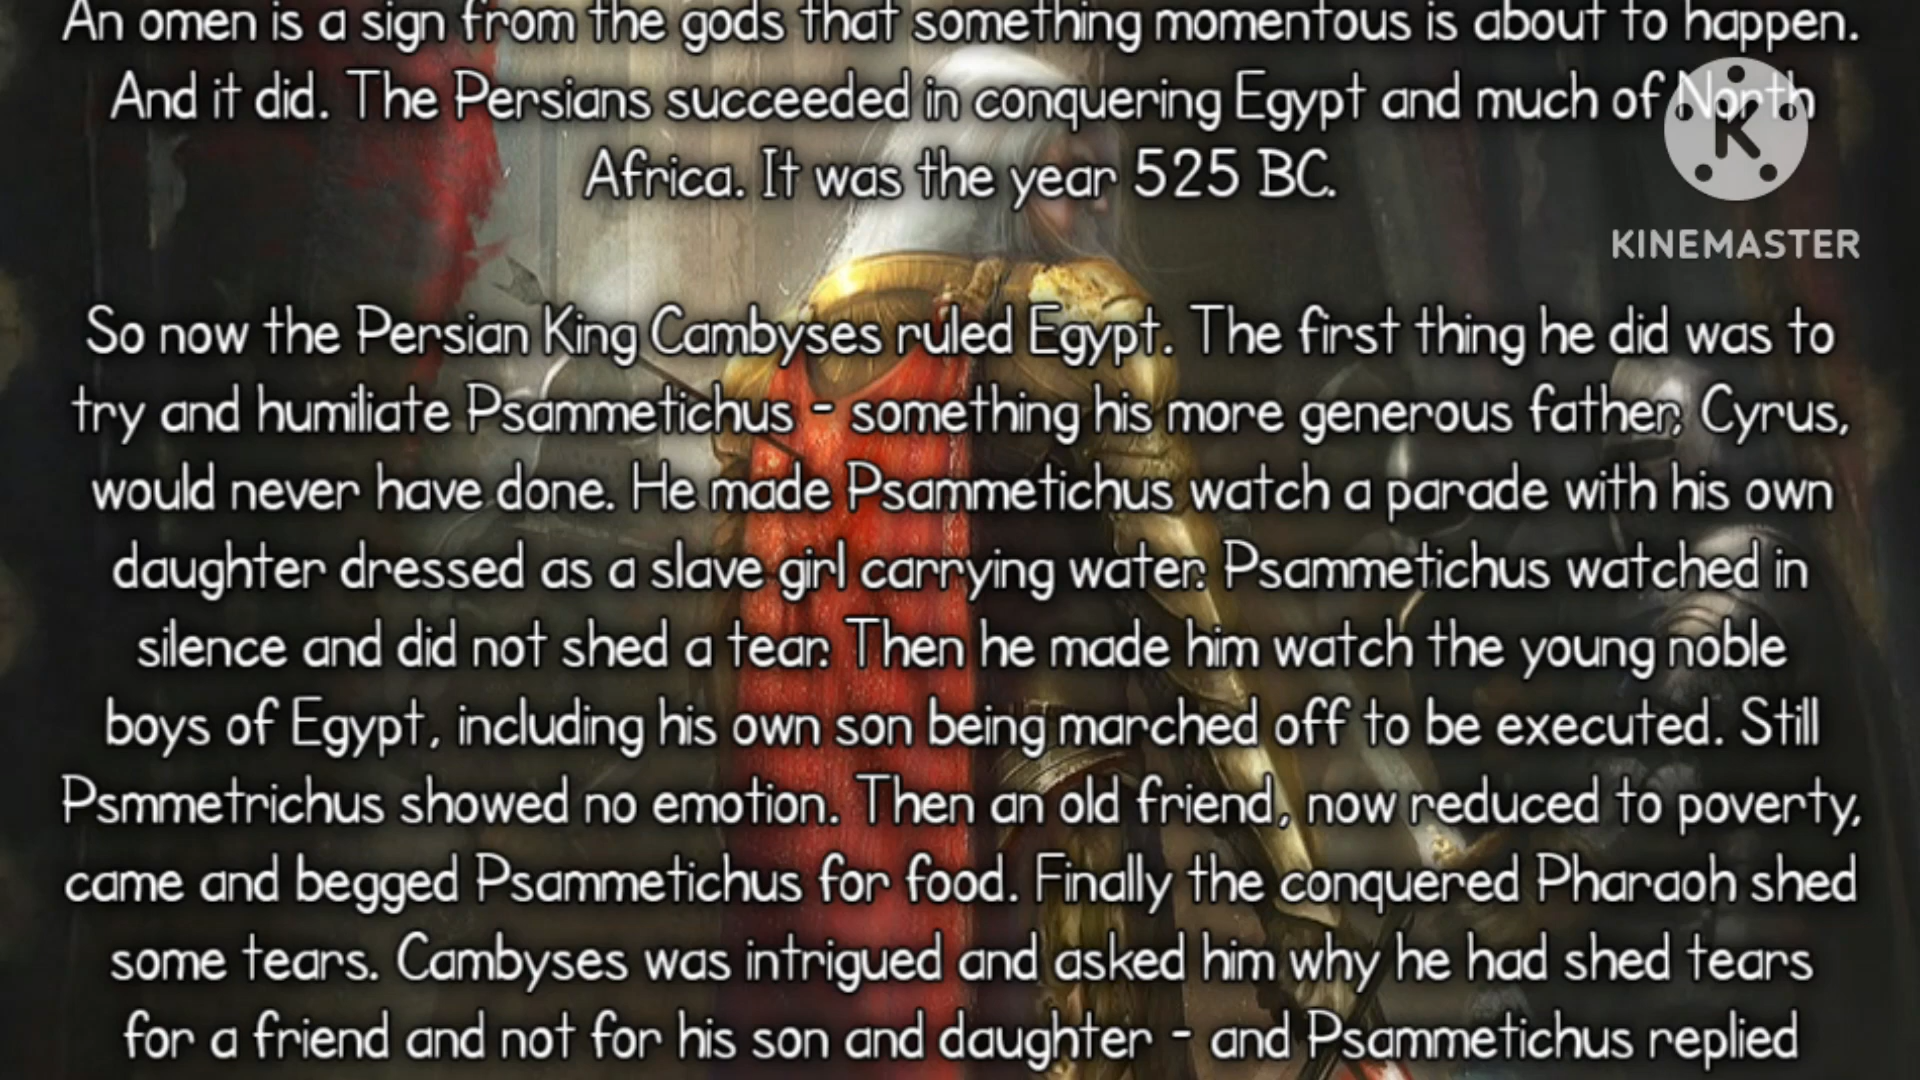 An omen is a sign from the gods that something momentous is about to happen.
And it did. The Persians succeeded in conquering Egypt and much of North
Africa. It was the year 525 BC.
K
KINEMASTER
So now the Persian King Cambyses ruled Egypt. The first thing he did was to
try and humiliate Psammetichus - something his more generous father, Cyrus,
would never have done. He made Psammetichus watch a parade with his own
daughter dressed as a slave girl carrying water. Psammetichus watched in
silence and did not shed a tear. Then he made him watch the young noble
boys of Egypt, including his own son being marched off to be executed. Still
Psmmetrichus showed no emotion. Then an old friend, now reduced to poverty,
came and begged Psammetichus for food. Finally the conquered Pharaoh shed
some tears. Cambyses was intrigued and asked him why he had shed tears
for a friend and not for his son and daughter - and Psammetichus replied